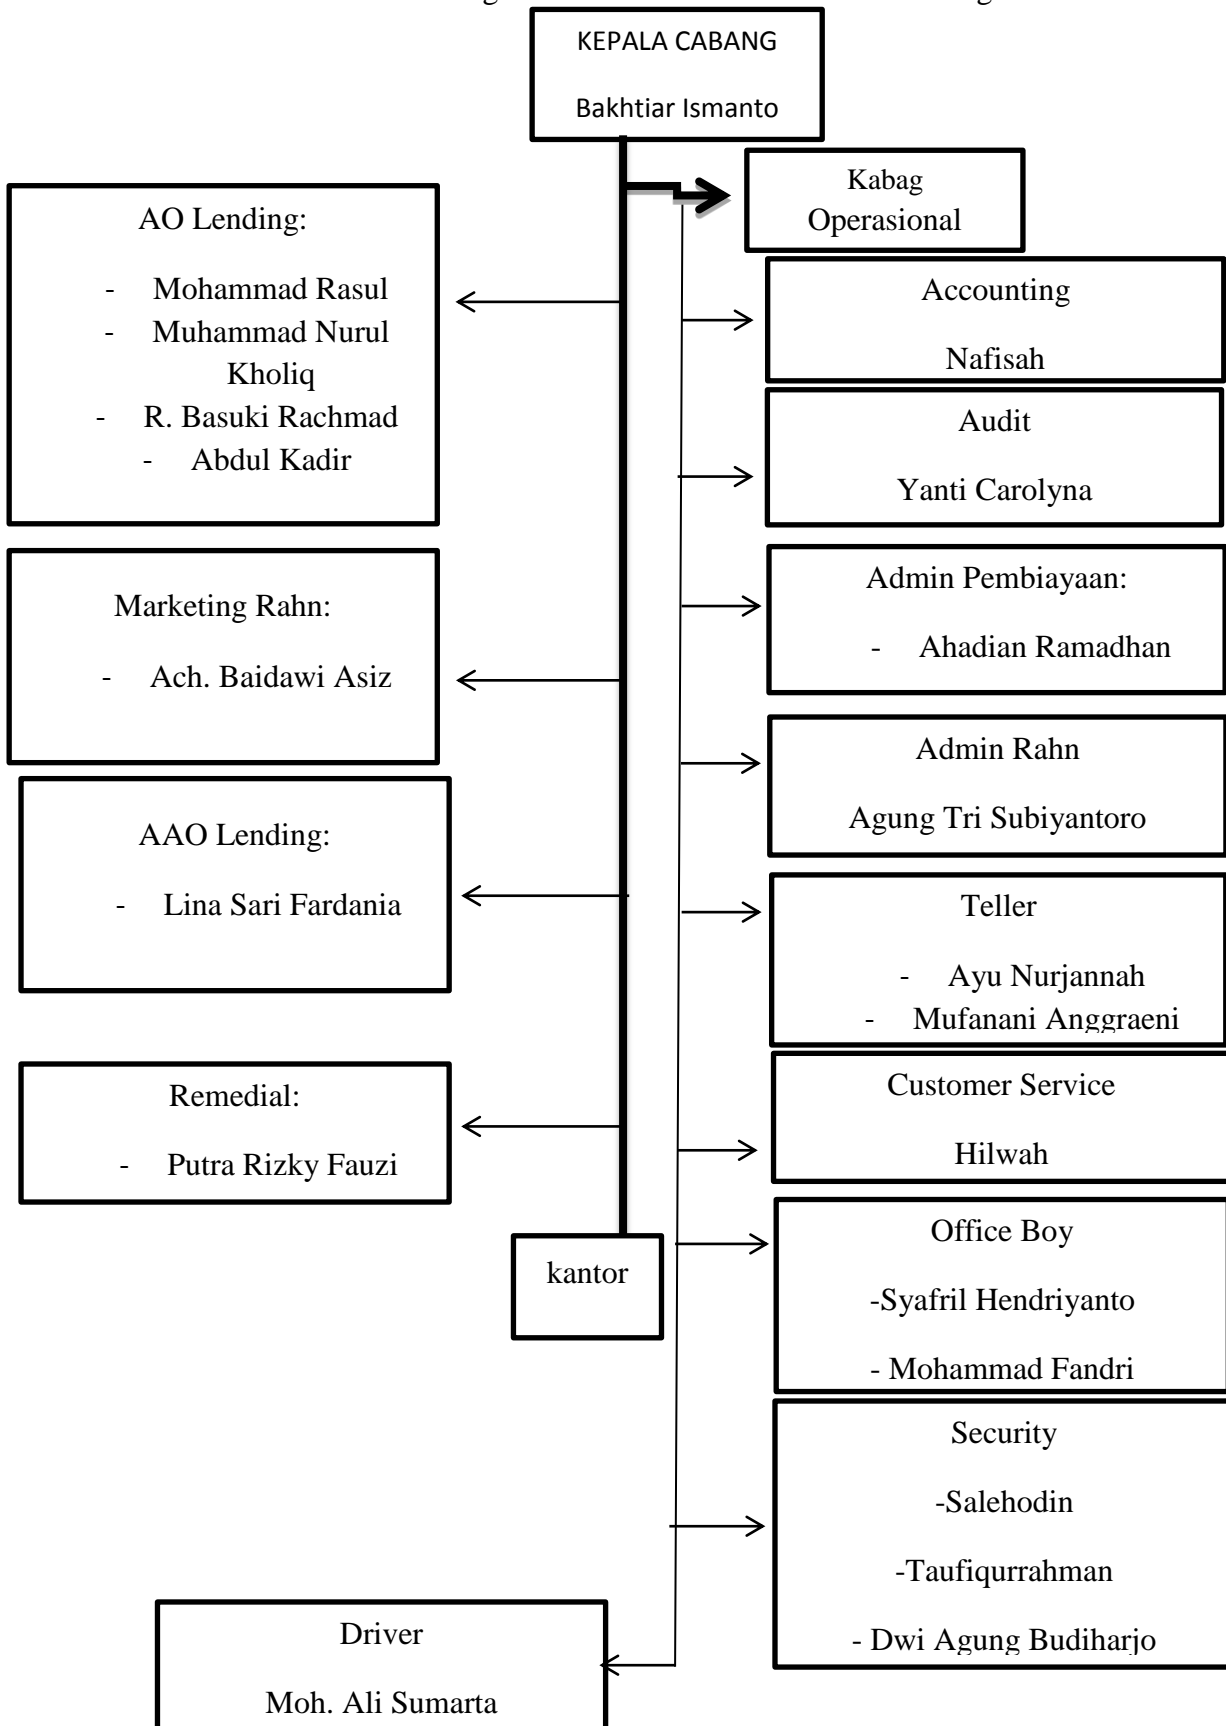 KEPALA CABANG
Bakhtiar Ismanto
Kabag
Operasional
AO Lending:
- Mohammad Rasul
- Muhammad Nurul
Kholiq
- R. Basuki Rachmad
- Abdul Kadir
Marketing Rahn:
- Ach. Baidawi Asiz
AAO Lending:
- Lina Sari Fardania
Remedial:
- Putra Rizky Fauzi
kantor
Accounting
Nafisah
Audit
Yanti Carolyna
Admin Pembiayaan:
- Ahadian Ramadhan
Admin Rahn
Agung Tri Subiyantoro
Teller
- Ayu Nurjannah
- Mufanani Anggraeni
Customer Service
Hilwah
Office Boy
-Syafril Hendriyanto
- Mohammad Fandri
Security
-Salehodin
-Taufiqurrahman
- Dwi Agung Budiharjo
Driver
Moh. Ali Sumarta